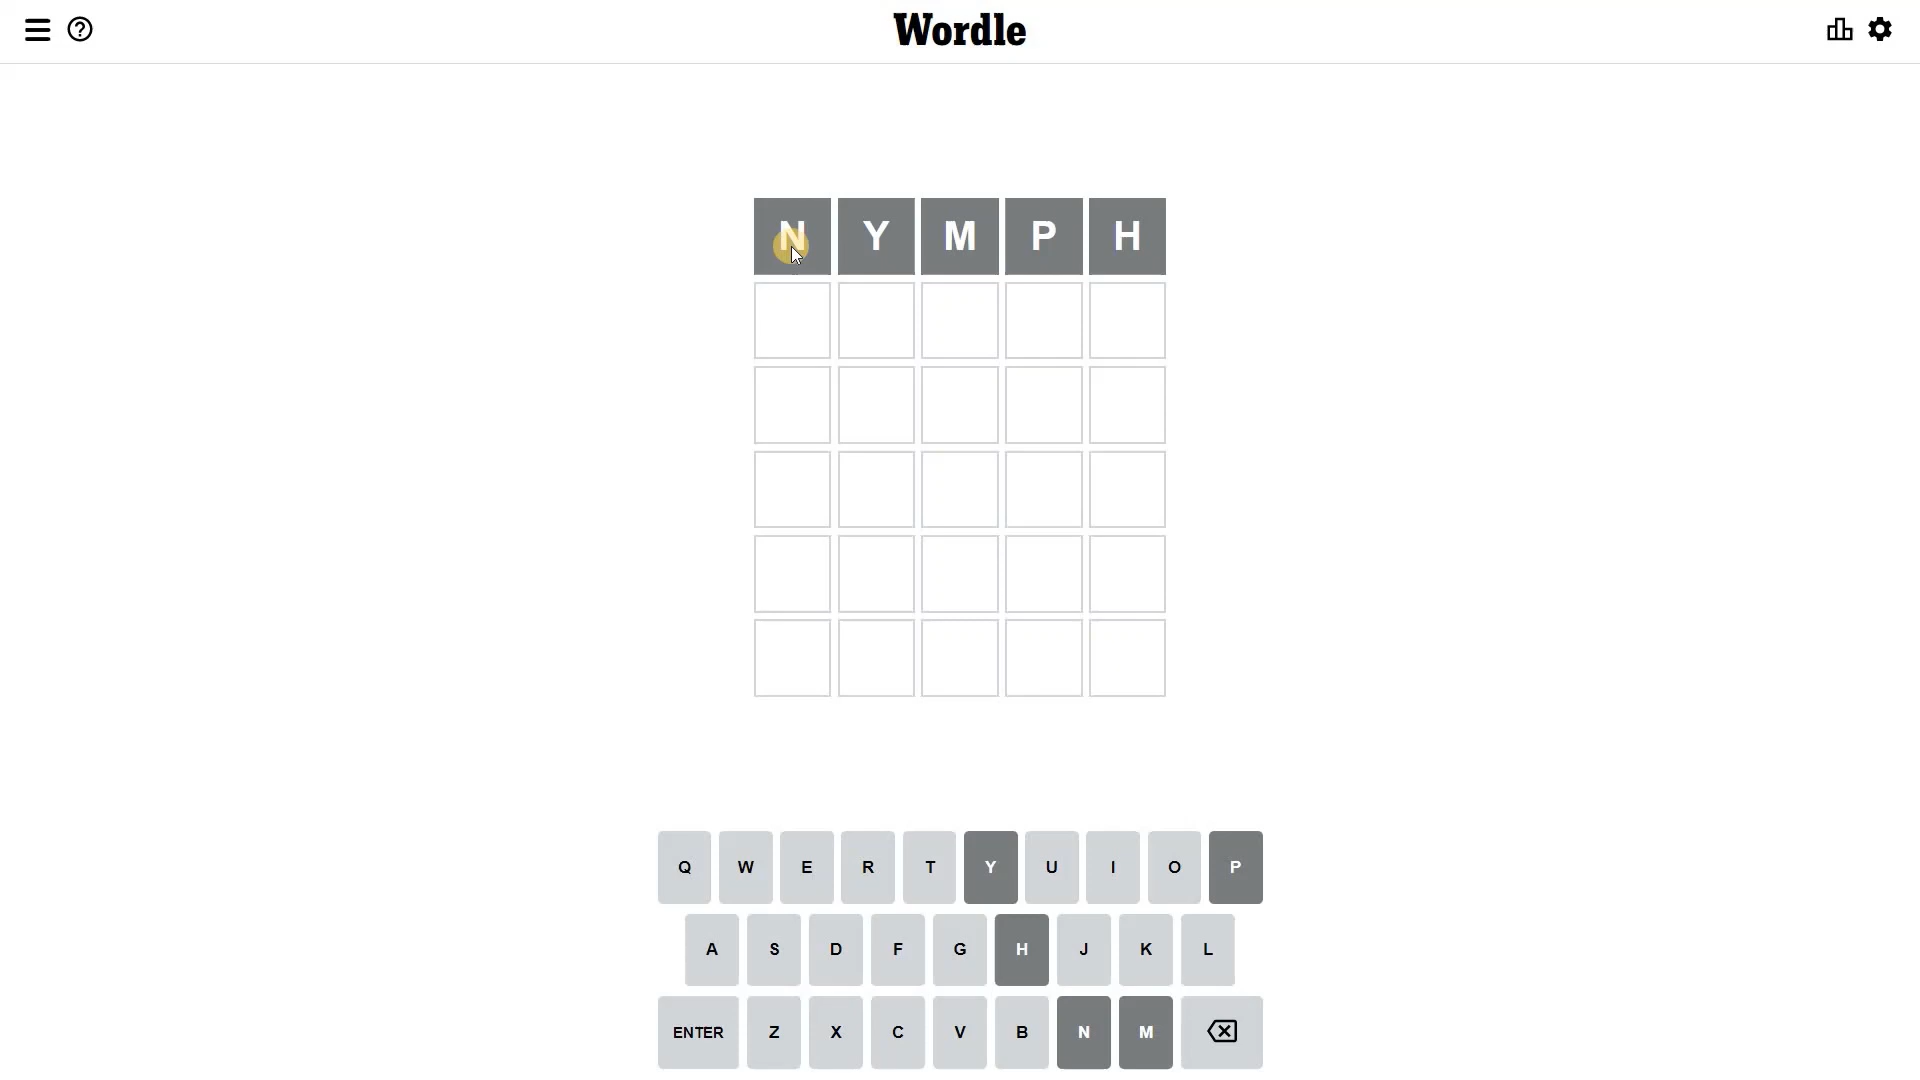 Wordle
N Y M P H
Q W E R T Y U I O P
A S D F G H J K L
ENTER Z X C V B N M